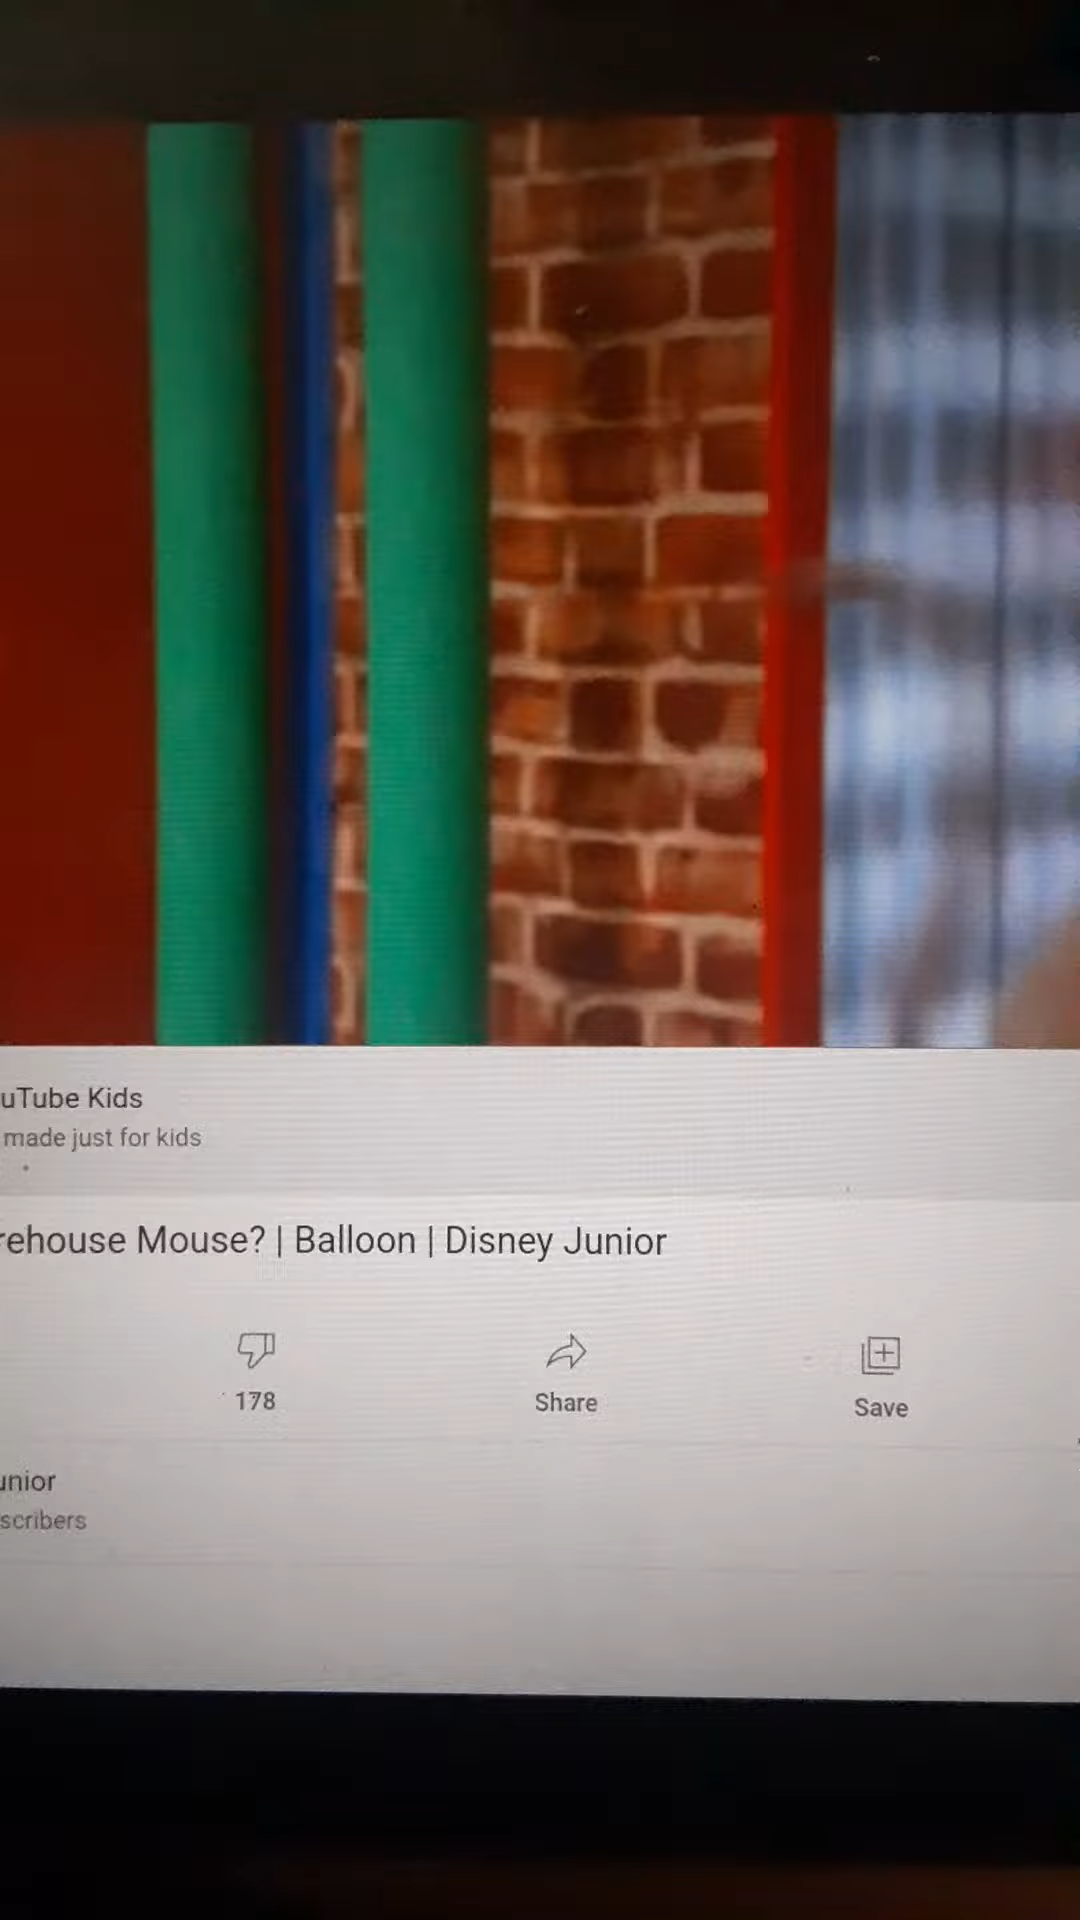 uTube Kids
made just for kids
rehouse Mouse? | Balloon | Disney Junior
178
Share
Save
unior
scribers